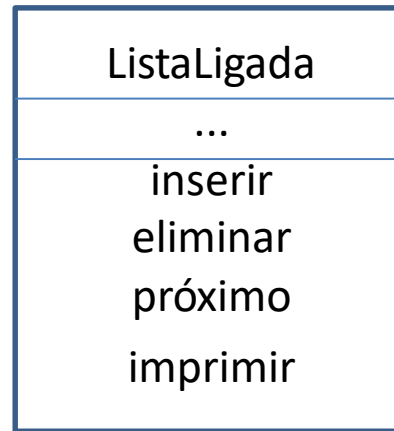 ListaLigada
...
inserir
eliminar
próximo
imprimir